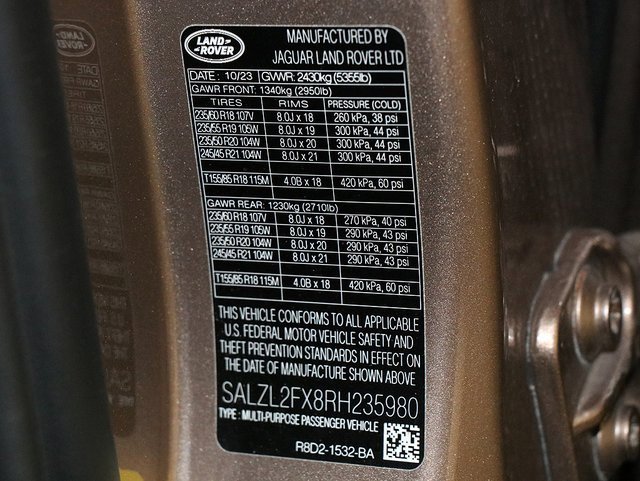 LAND ROVER
MANUFACTURED BY
JAGUAR LAND ROVER LTD
DATE : 10/23 GVWR: 2430kg (5355lb)
GAWR FRONT: 1340kg (2950lb)
TIRES RIMS PRESSURE (COLD)
235/60 R18 107V 8.0J x 18 260 kPa, 38 psi
235/55 R19 105W 8.0J x 19 300 kPa, 44 psi
235/50 R20 104W 8.0J x 20 300 kPa, 44 psi
245/45 R21 104W 8.0J x 21 300 kPa, 44 psi
T155/85 R18 115M 4.0B x 18 420 kPa, 60 psi
GAWR REAR: 1230kg (2710lb)
235/60 R18 107V 8.0J x 18 270 kPa, 40 psi
235/55 R19 105W 8.0J x 19 290 kPa, 43 psi
235/50 R20 104W 8.0J x 20 290 kPa, 43 psi
245/45 R21 104W 8.0J x 21 290 kPa, 43 psi
T155/85 R18 115M 4.0B x 18 420 kPa, 60 psi
THIS VEHICLE CONFORMS TO ALL APPLICABLE
U.S. FEDERAL MOTOR VEHICLE SAFETY AND
THEFT PREVENTION STANDARDS IN EFFECT ON
THE DATE OF MANUFACTURE SHOWN ABOVE
SALZL2FX8RH235980
TYPE : MULTI-PURPOSE PASSENGER VEHICLE
R8D2-1532-BA